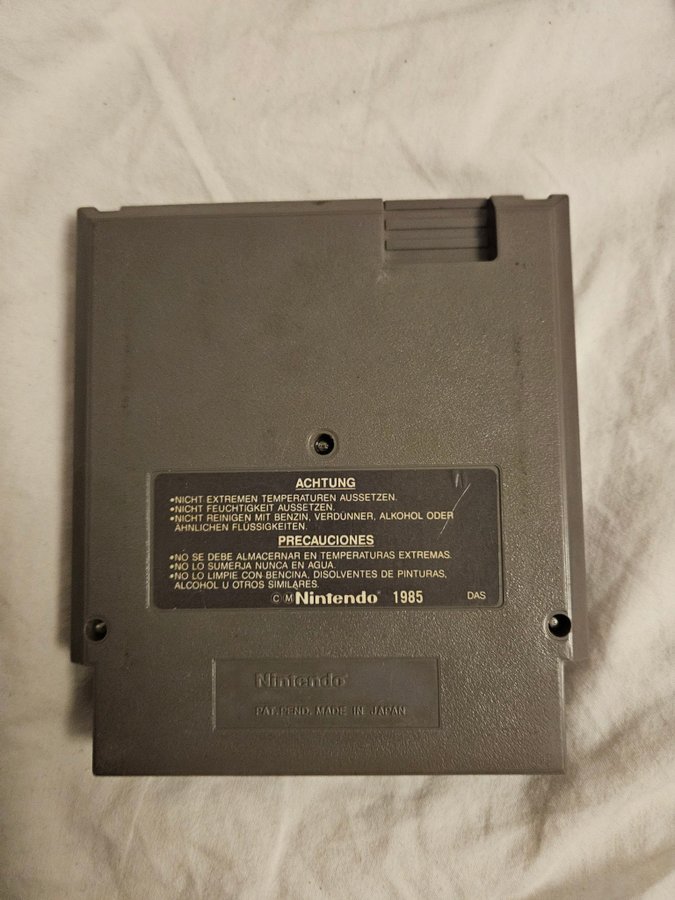 ACHTUNG
•NICHT EXTREMEN TEMPERATUREN AUSSETZEN.
•NICHT FEUCHTIGKEIT AUSSETZEN.
•NICHT REINIGEN MIT BENZIN, VERDÜNNER, ALKOHOL ODER
ÄHNLICHEN FLÜSSIGKEITEN.
PRECAUCIONES
•NO SE DEBE ALMACERNAR EN TEMPERATURAS EXTREMAS.
•NO LO SUMERJA NUNCA EN AGUA.
•NO LO LIMPIE CON BENCINA, DISOLVENTES DE PINTURAS,
ALCOHOL U OTROS SIMILARES.
ⒸⓂNintendo® 1985 DAS
Nintendo®
PAT. PEND. MADE IN JAPAN